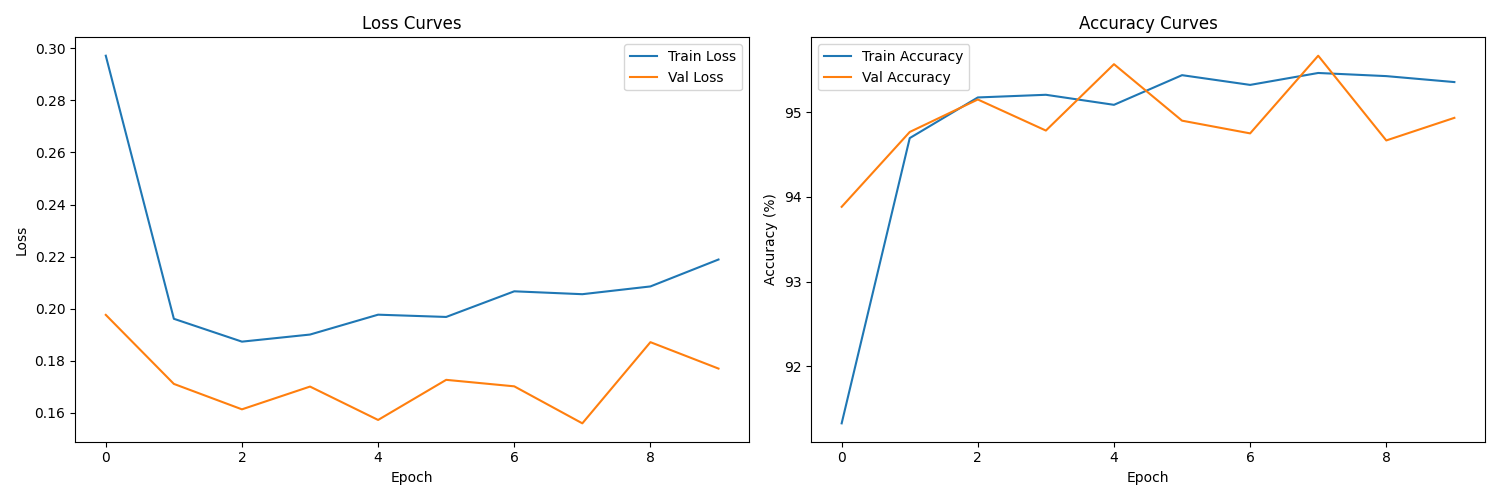 Loss Curves
0.30
0.28
0.26
0.24
0.22
0.20
0.18
0.16
Loss
0 2 4 6 8
Epoch
Train Loss
Val Loss
Accuracy Curves
95
94
93
92
Accuracy (%)
0 2 4 6 8
Epoch
Train Accuracy
Val Accuracy